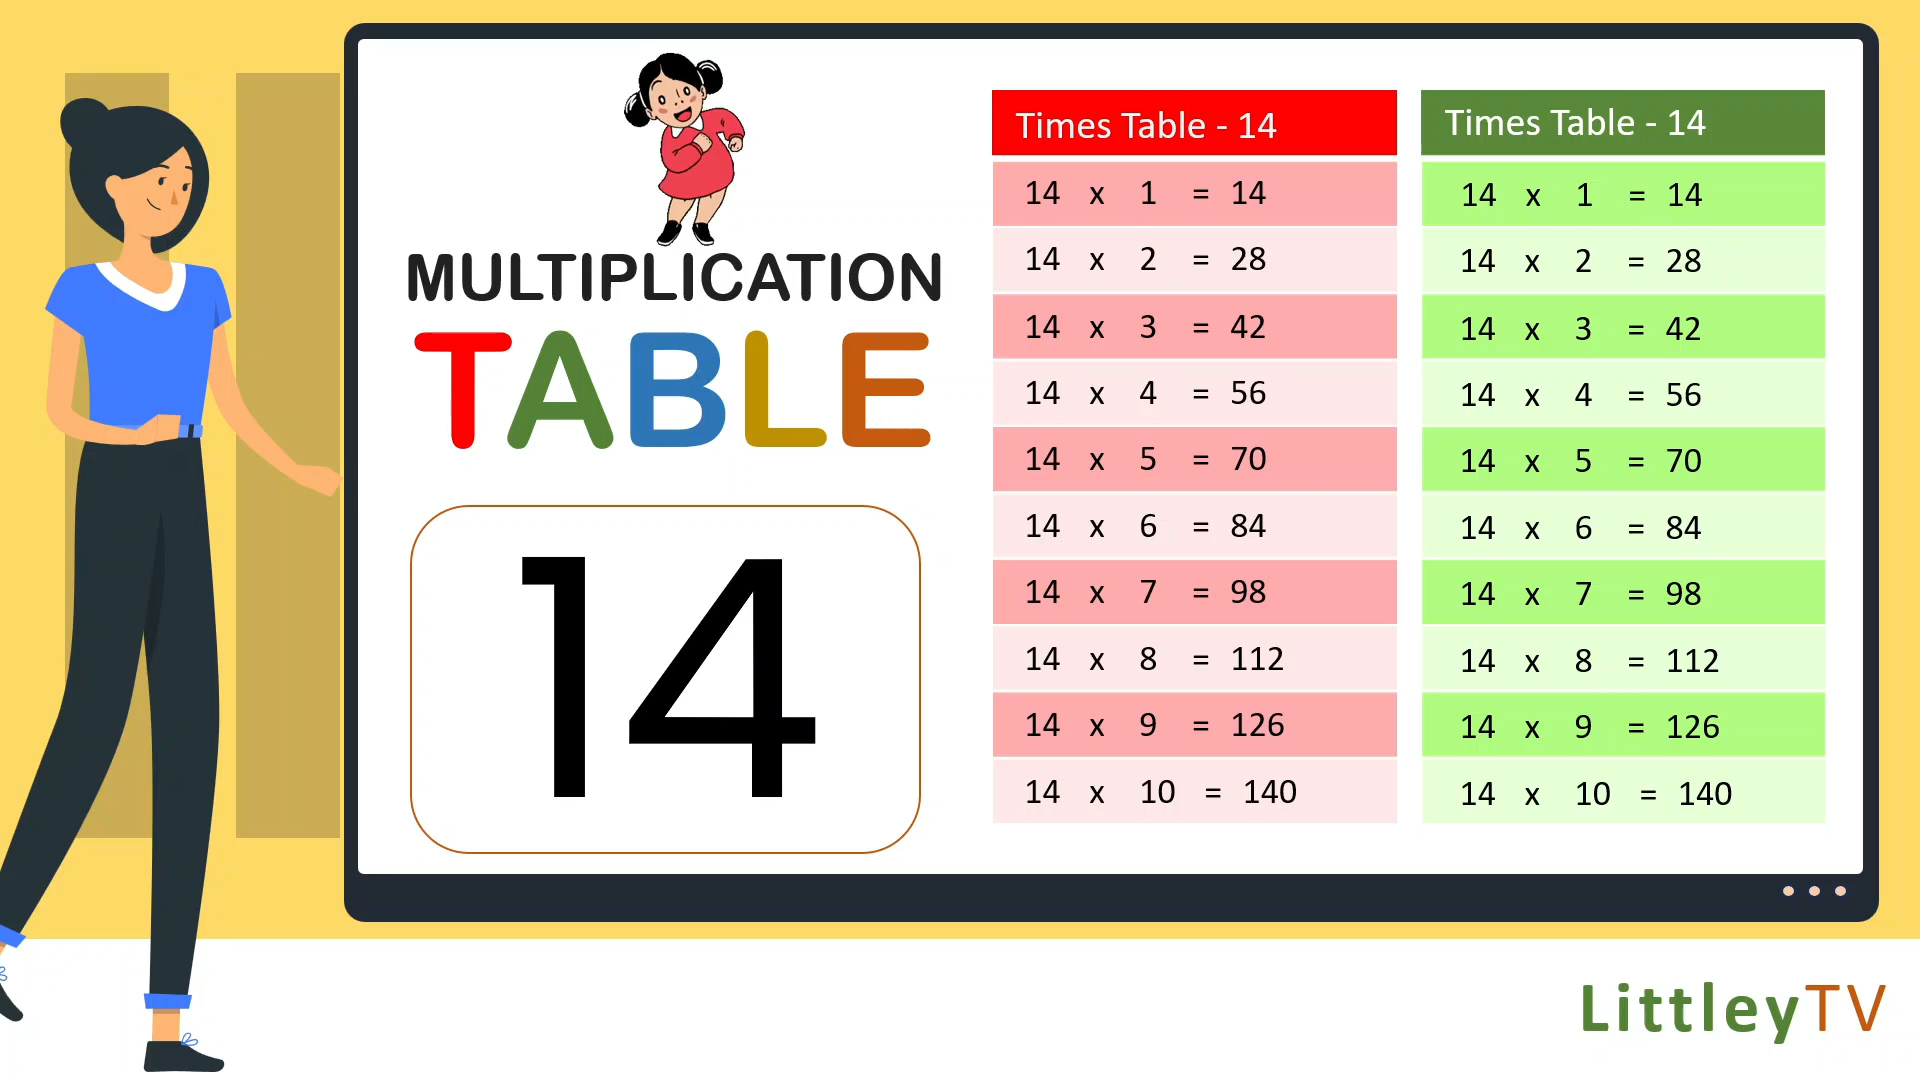 MULTIPLICATION
TABLE
14
Times Table - 14
14 x 1 = 14
14 x 2 = 28
14 x 3 = 42
14 x 4 = 56
14 x 5 = 70
14 x 6 = 84
14 x 7 = 98
14 x 8 = 112
14 x 9 = 126
14 x 10 = 140
Times Table - 14
14 x 1 = 14
14 x 2 = 28
14 x 3 = 42
14 x 4 = 56
14 x 5 = 70
14 x 6 = 84
14 x 7 = 98
14 x 8 = 112
14 x 9 = 126
14 x 10 = 140
LittleyTV